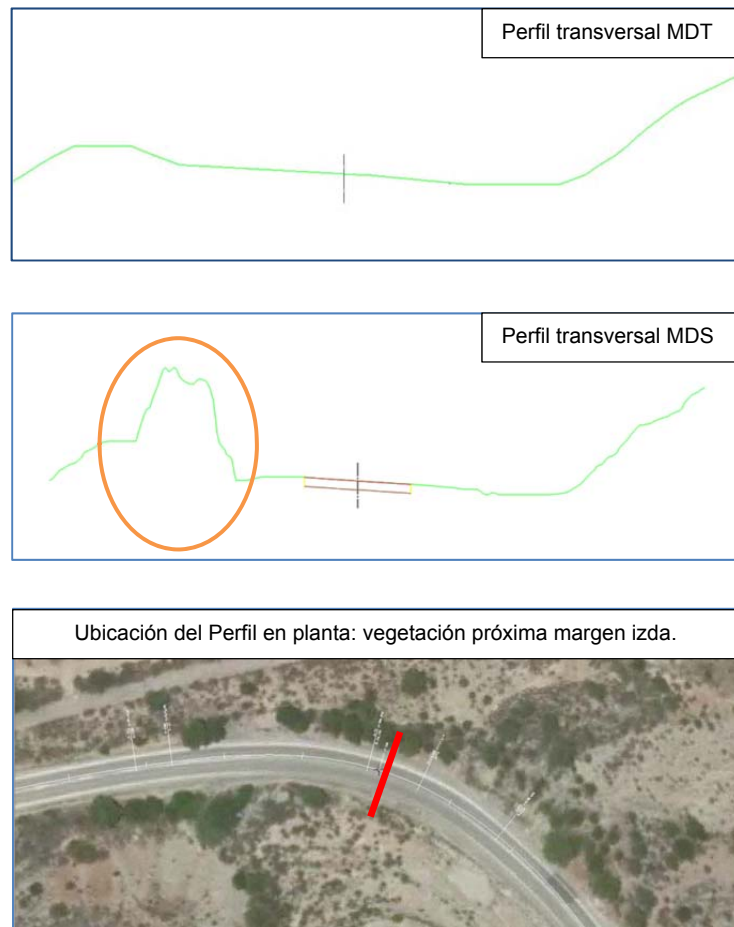 Perfil transversal MDT
Perfil transversal MDS
Ubicación del Perfil en planta: vegetación próxima margen izda.